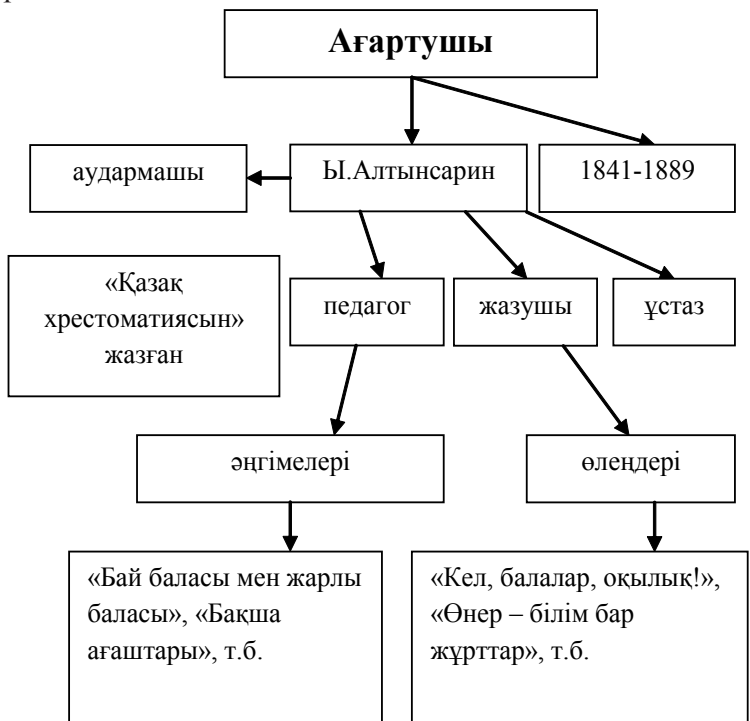 Ағартушы
аудармашы
Ы.Алтынсарин
1841-1889
«Қазақ
хрестоматиясын»
жазған
педагог
жазушы
ұстаз
әңгімелері
өлеңдері
«Бай баласы мен жарлы
баласы», «Бақша
ағаштары», т.б.
«Кел, балалар, оқылық!»,
«Өнер – білім бар
жұрттар», т.б.